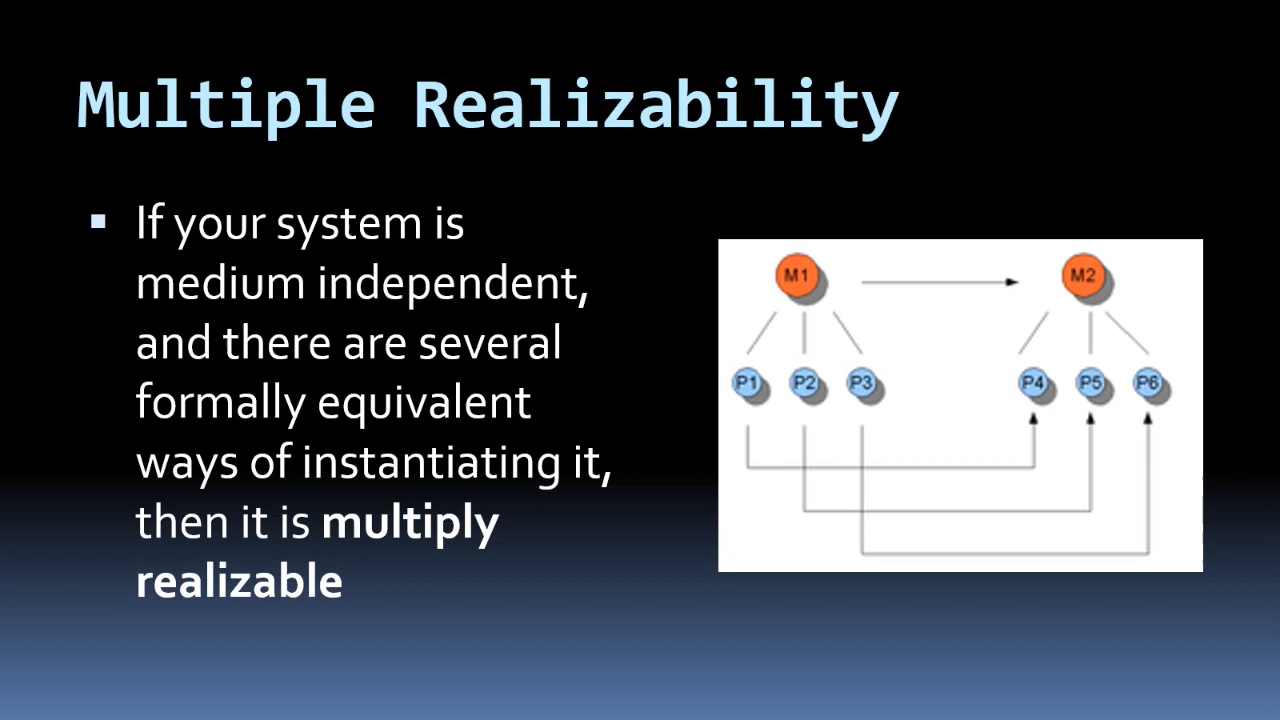 Multiple Realizability
▪ If your system is
medium independent,
and there are several
formally equivalent
ways of instantiating it,
then it is multiply
realizable
M1 M2
P1 P2 P3 P4 P5 P6